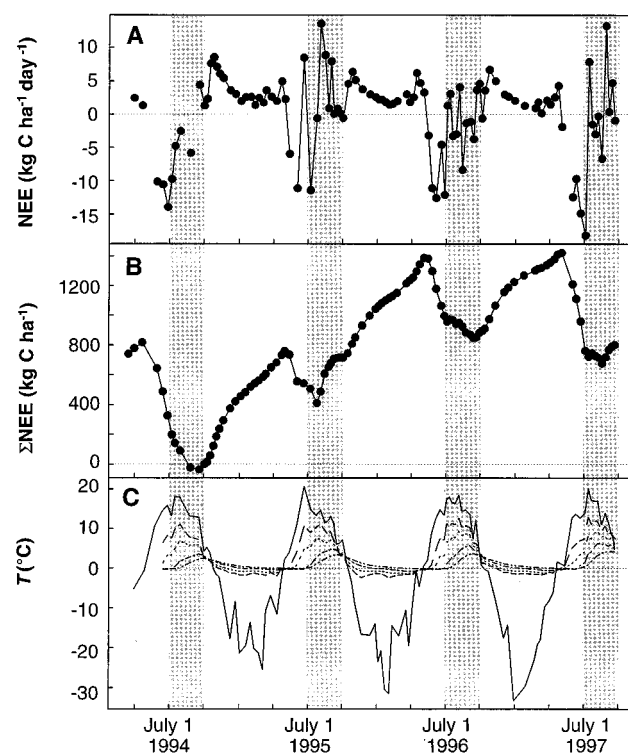 A
NEE (kg C ha⁻¹ day⁻¹)
10
5
0
-5
-10
-15
B
ΣNEE (kg C ha⁻¹)
1200
800
400
0
C
T(°C)
20
10
0
-10
-20
-30
July 1 1994
July 1 1995
July 1 1996
July 1 1997